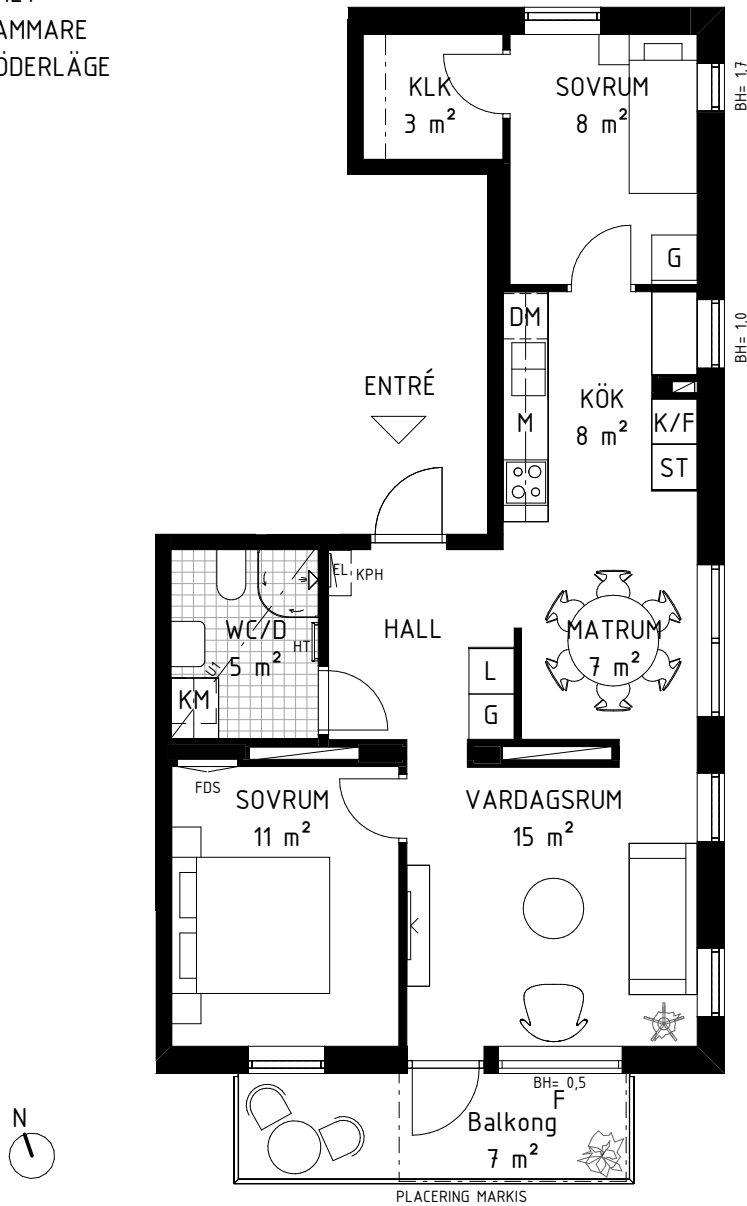 KLK
3 m²
SOVRUM
8 m²
BH= 1.7
G
DM
BH= 1.0
ENTRÉ
KÖK
8 m²
M
K/F
ST
EL
KPH
WC/D
5 m²
HT
U1
KM
HALL
MATRUM
7 m²
L
G
FDS
SOVRUM
11 m²
VARDAGSRUM
15 m²
BH= 0,5
F
Balkong
7 m²
N
PLACERING MARKIS